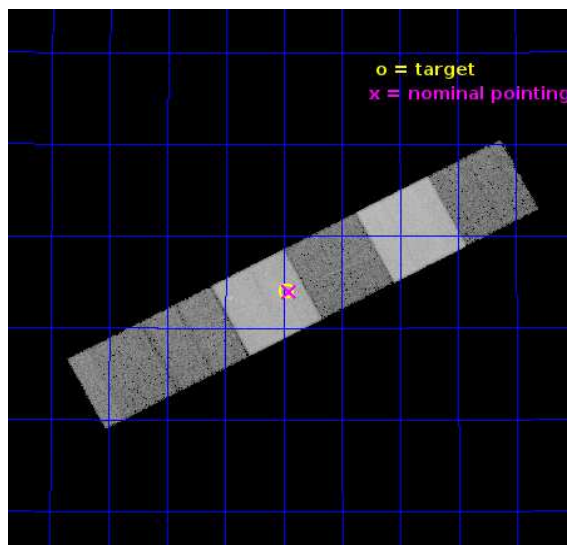 o = target
x = nominal pointing